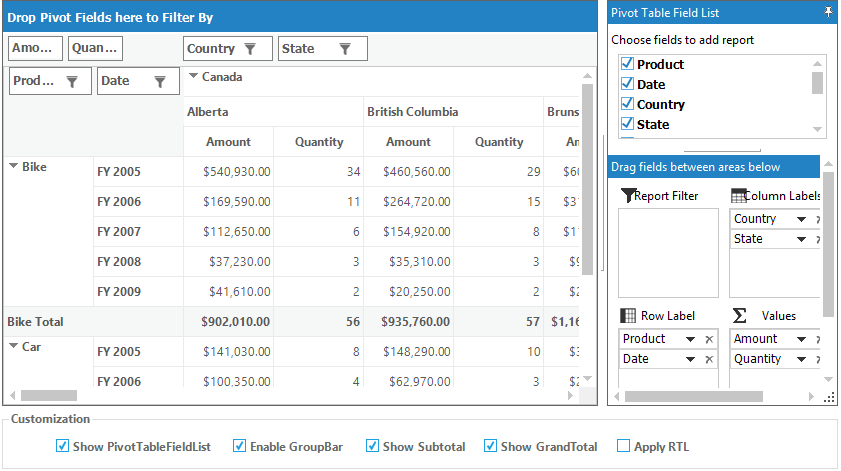 Drop Pivot Fields here to Filter By
Amo... Quan... Country State
Prod... Date Canada
Alberta British Columbia Bruns
Amount Quantity Amount Quantity An
Bike FY 2005 $540,930.00 34 $460,560.00 29
FY 2006 $169,590.00 11 $264,720.00 15
FY 2007 $112,650.00 6 $154,920.00 8
FY 2008 $37,230.00 3 $35,310.00 3
FY 2009 $41,610.00 2 $20,250.00 2
Bike Total $902,010.00 56 $935,760.00 57 $1,16
Car FY 2005 $141,030.00 8 $148,290.00 10
FY 2006 $100,350.00 4 $62,970.00 3
Pivot Table Field List
Choose fields to add report
Product
Date
Country
State
Drag fields between areas below
Report Filter Column Labels
Country
State
Row Label Σ Values
Product Amount
Date Quantity
Customization
Show PivotTableFieldList Enable GroupBar Show Subtotal Show GrandTotal Apply RTL